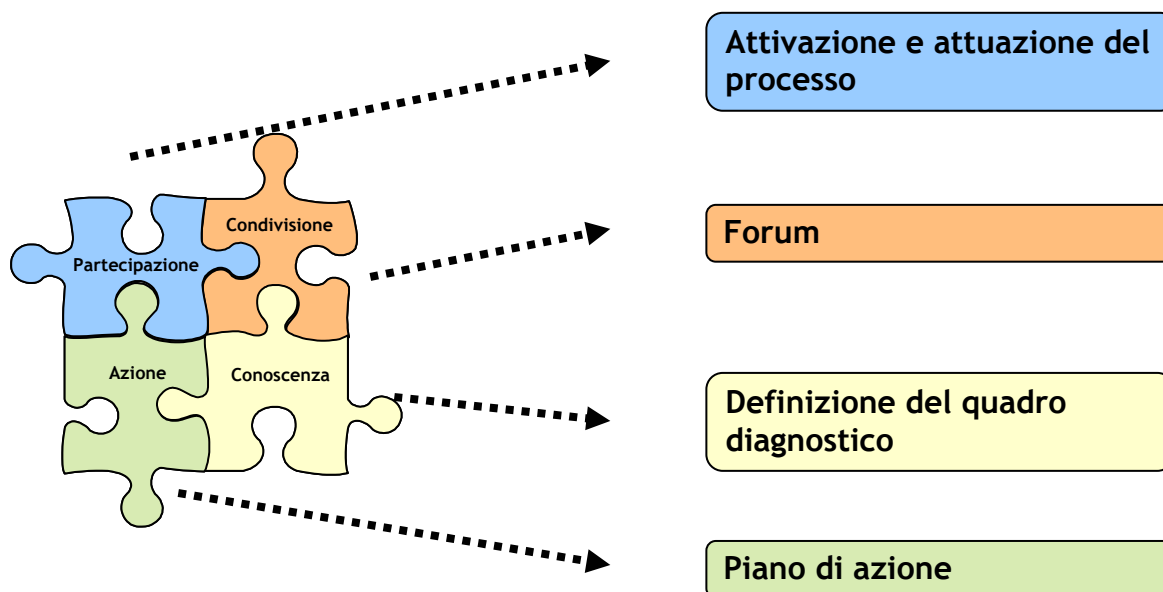 Attivazione e attuazione del
processo
Condivisione
Forum
Partecipazione
Azione
Conoscenza
Definizione del quadro
diagnostico
Piano di azione